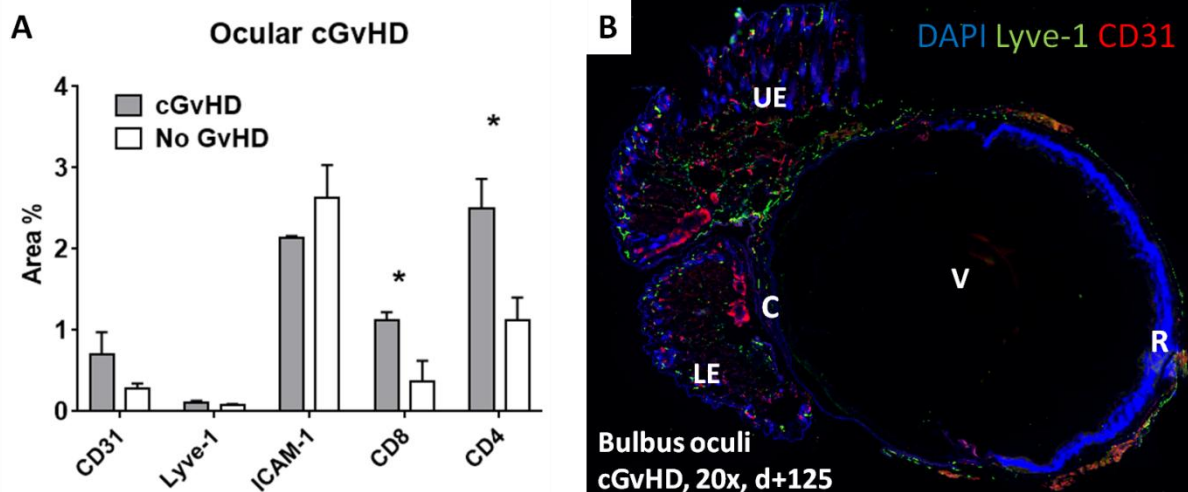 A
Ocular cGvHD
Area %
4
3
2
1
0
cGvHD
No GvHD
*
*
CD31
Lyve-1
ICAM-1
CD8
CD4
B
DAPI Lyve-1 CD31
UE
V
C
R
LE
Bulbus oculi
cGvHD, 20x, d+125